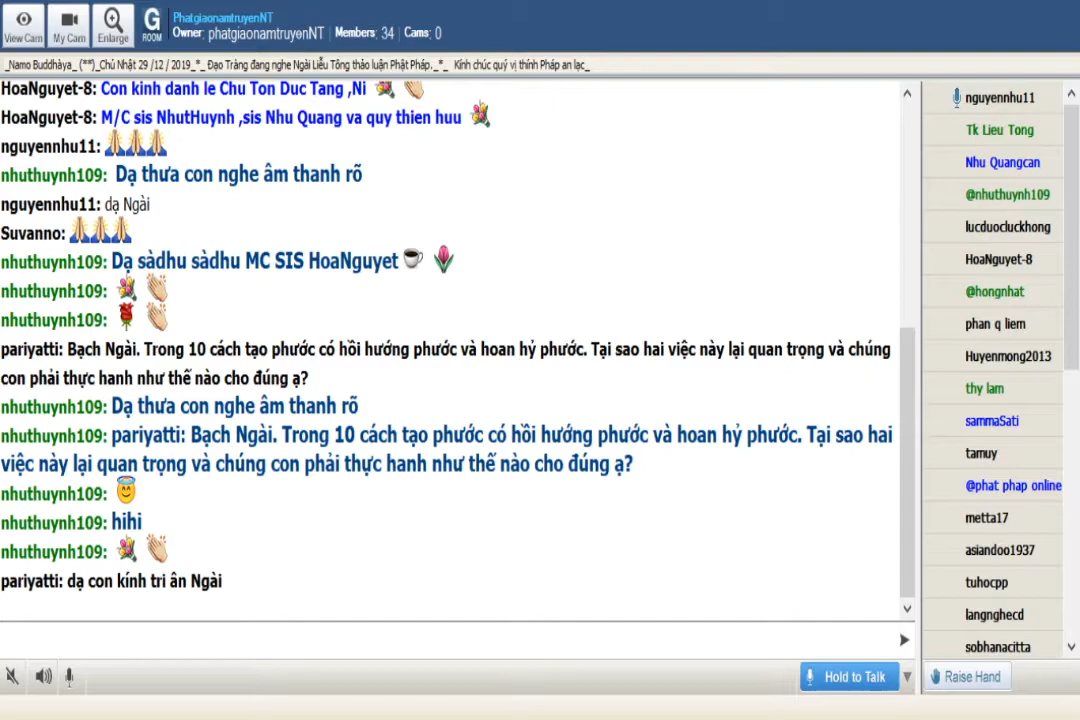 View Cam
My Cam
Enlarge
G
ROOM
PhatgiaonamtruyenNT
Owner: phatgiaonamtruyenNT | Members: 34 | Cams: 0
_Namo Buddhàya_ (**)_Chủ Nhật 29 /12 / 2019_*_ Đạo Tràng đang nghe Ngài Liễu Tông thảo luận Phật Pháp._*_ Kính chúc quý vị thính Pháp an lạc_
HoaNguyet-8: Con kinh danh le Chu Ton Duc Tang ,Ni
HoaNguyet-8: M/C sis NhutHuynh ,sis Nhu Quang va quy thien huu
nguyennhu11:
nhuthuynh109: Dạ thưa con nghe âm thanh rõ
nguyennhu11: dạ Ngài
Suvanno:
nhuthuynh109: Dạ sàdhu sàdhu MC SIS HoaNguyet
nhuthuynh109:
nhuthuynh109:
pariyatti: Bạch Ngài. Trong 10 cách tạo phước có hồi hướng phước và hoan hỷ phước. Tại sao hai việc này lại quan trọng và chúng
con phải thực hanh như thế nào cho đúng ạ?
nhuthuynh109: Dạ thưa con nghe âm thanh rõ
nhuthuynh109: pariyatti: Bạch Ngài. Trong 10 cách tạo phước có hồi hướng phước và hoan hỷ phước. Tại sao hai
việc này lại quan trọng và chúng con phải thực hanh như thế nào cho đúng ạ?
nhuthuynh109:
nhuthuynh109: hihi
nhuthuynh109:
pariyatti: dạ con kính tri ân Ngài
nguyennhu11
Tk Lieu Tong
Nhu Quangcan
@nhuthuynh109
lucduocluckhong
HoaNguyet-8
@hongnhat
phan q liem
Huyenmong2013
thy lam
sammaSati
tamuy
@phat phap online
metta17
asiandoo1937
tuhocpp
langnghecd
sobhanacitta
Hold to Talk
Raise Hand